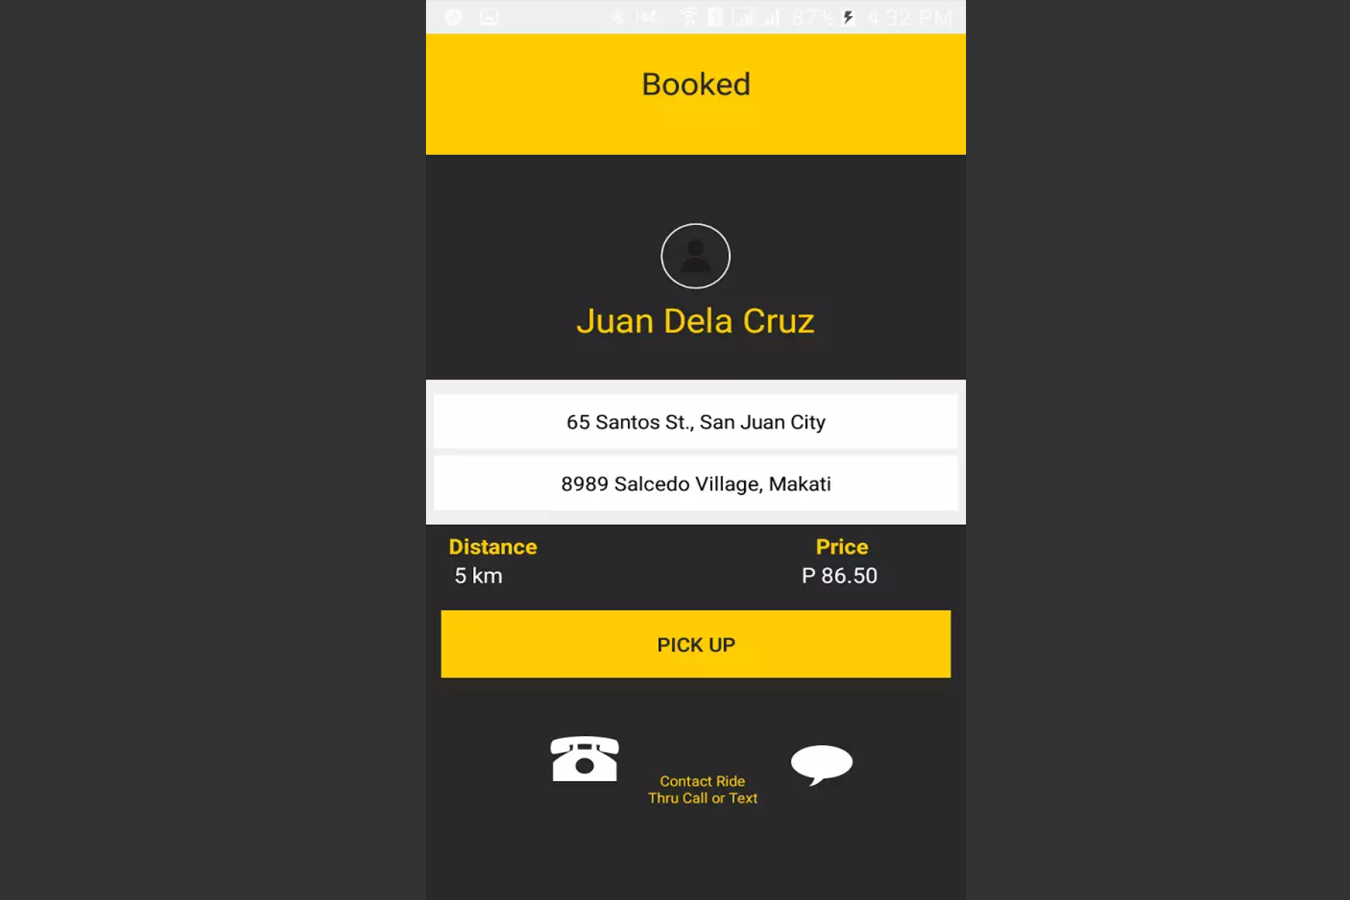 87% 4:32 PM
Booked
Juan Dela Cruz
65 Santos St., San Juan City
8989 Salcedo Village, Makati
Distance Price
5 km P 86.50
PICK UP
Contact Ride
Thru Call or Text